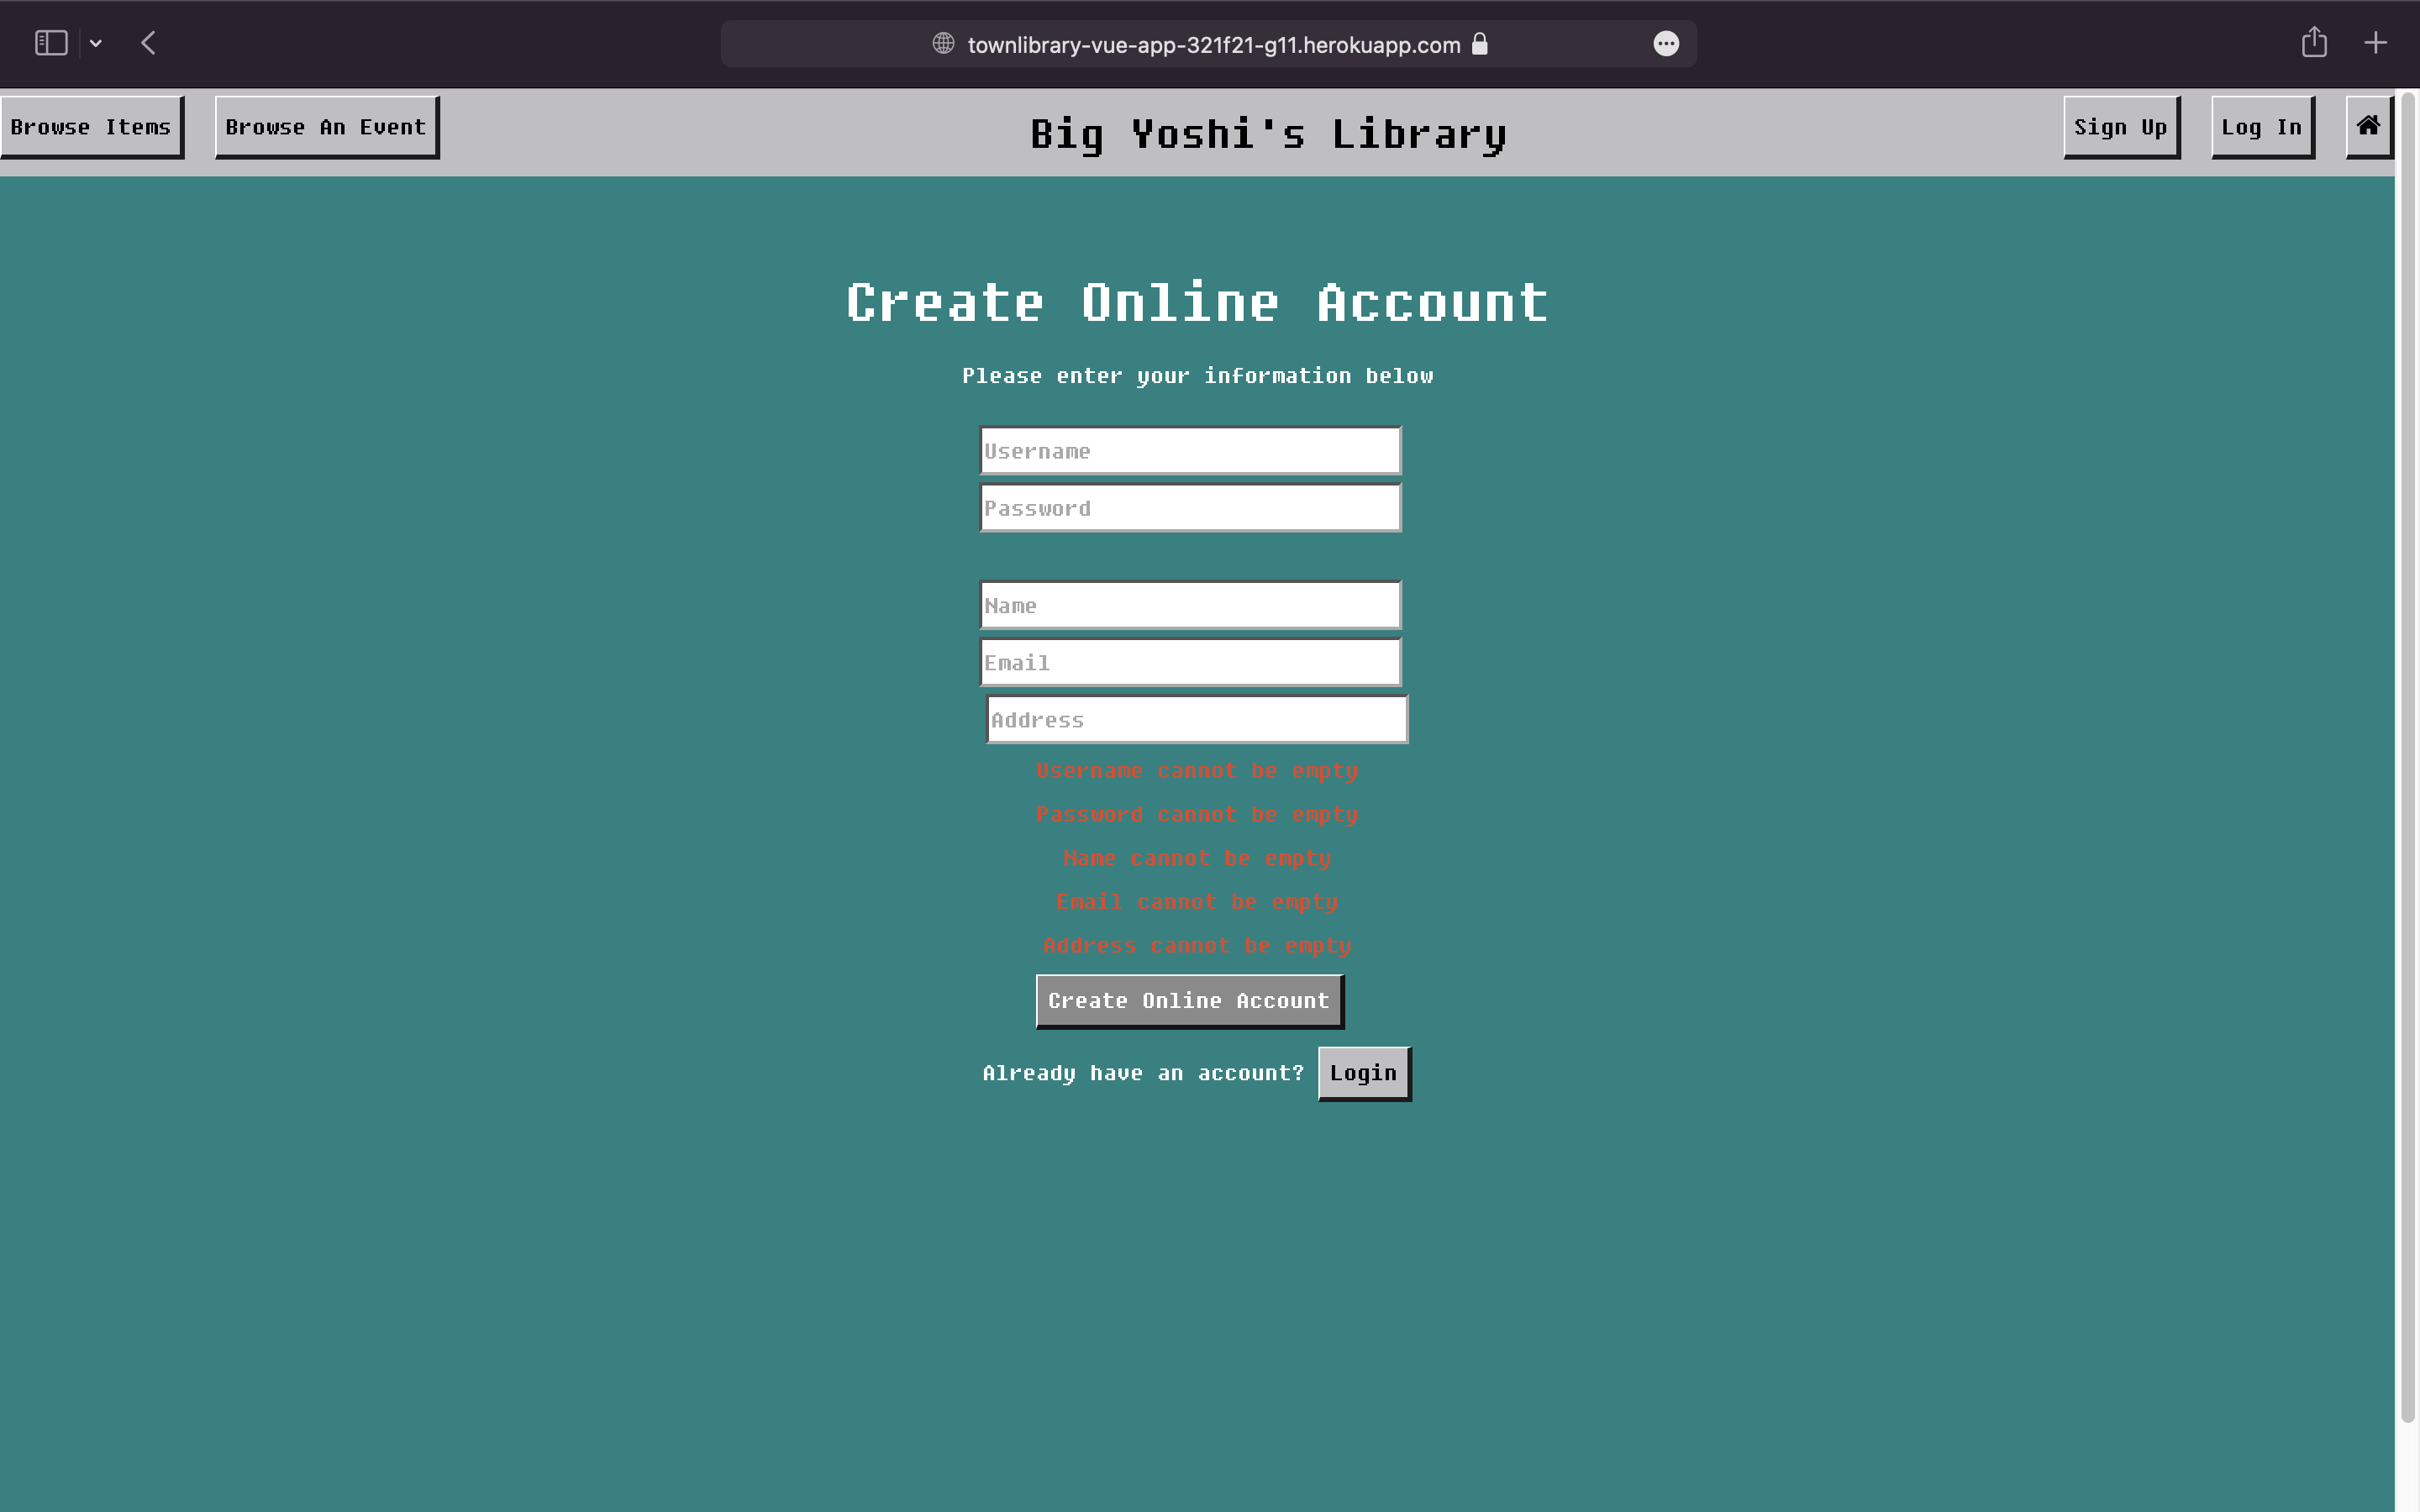 townlibrary-vue-app-321f21-g11.herokuapp.com
Browse Items
Browse An Event
Big Yoshi's Library
Sign Up
Log In
Create Online Account
Please enter your information below
Username
Password
Name
Email
Address
Username cannot be empty
Password cannot be empty
Name cannot be empty
Email cannot be empty
Address cannot be empty
Create Online Account
Already have an account? Login